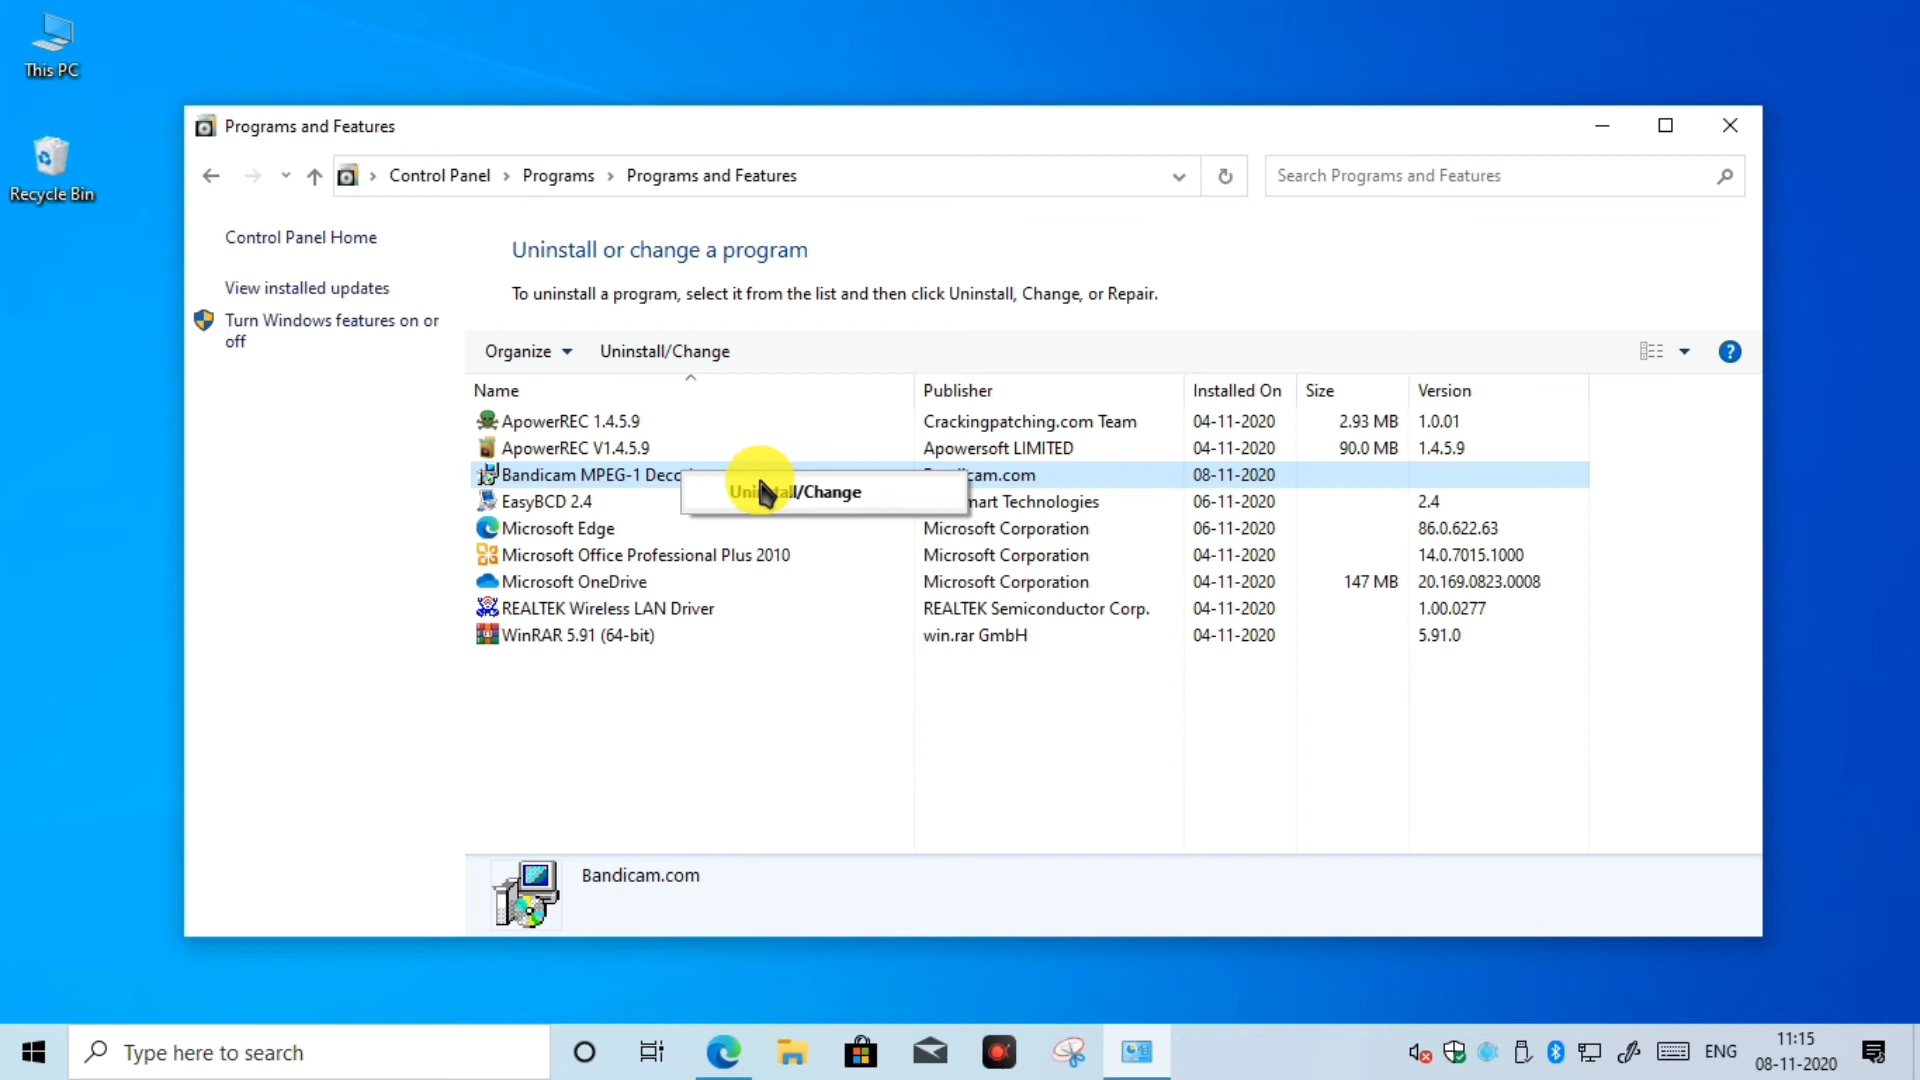 This PC
Recycle Bin
Programs and Features
Control Panel
Programs
Programs and Features
Search Programs and Features
Control Panel Home
View installed updates
Turn Windows features on or
off
Uninstall or change a program
To uninstall a program, select it from the list and then click Uninstall, Change, or Repair.
Organize
Uninstall/Change
Name Publisher Installed On Size Version
ApowerREC 1.4.5.9 Crackingpatching.com Team 04-11-2020 2.93 MB 1.0.01
ApowerREC V1.4.5.9 Apowersoft LIMITED 04-11-2020 90.0 MB 1.4.5.9
Bandicam MPEG-1 08-11-2020
Uninstall/Change
EasyBCD 2.4 Technologies 06-11-2020 2.4
Microsoft Edge Microsoft Corporation 06-11-2020 86.0.622.63
Microsoft Office Professional Plus 2010 Microsoft Corporation 04-11-2020 14.0.7015.1000
Microsoft OneDrive Microsoft Corporation 04-11-2020 147 MB 20.169.0823.0008
REALTEK Wireless LAN Driver REALTEK Semiconductor Corp. 04-11-2020 1.00.0277
WinRAR 5.91 (64-bit) win.rar GmbH 04-11-2020 5.91.0
Bandicam.com
Type here to search
ENG
11:15
08-11-2020